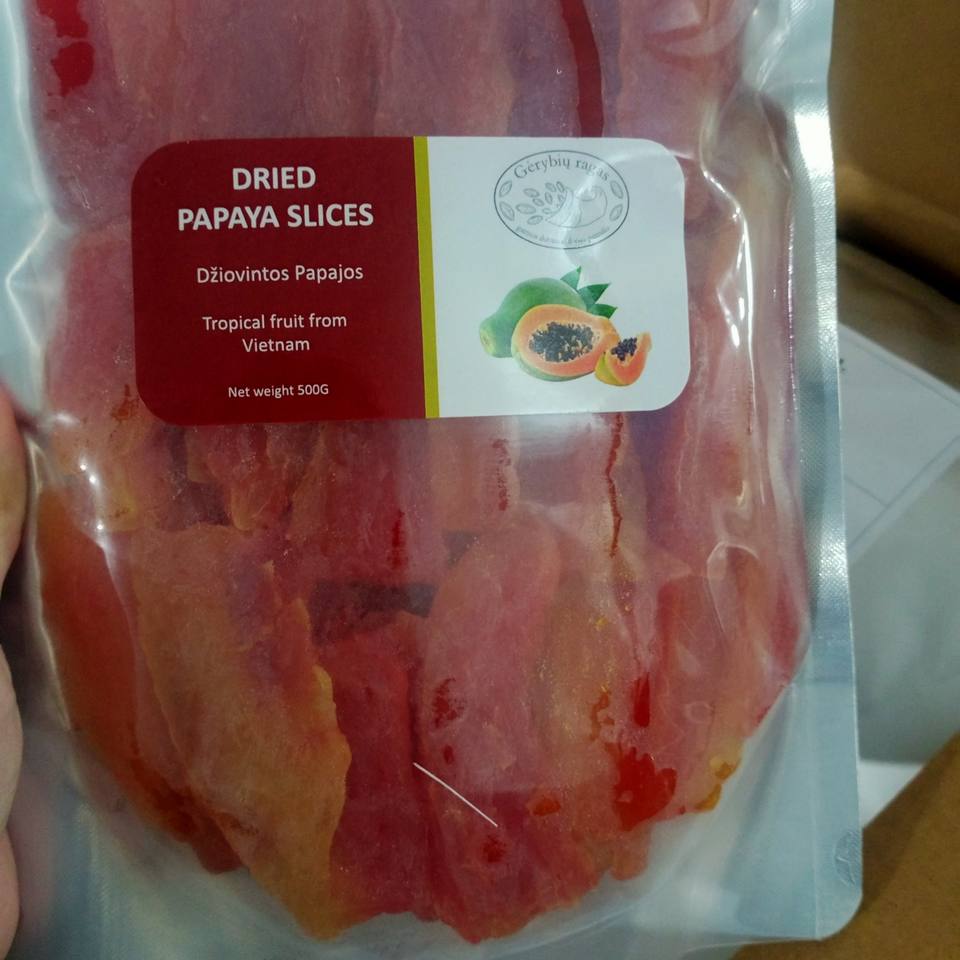 DRIED
PAPAYA SLICES
Džiovintos Papajos
Tropical fruit from
Vietnam
Net weight 500G
Gėrybių ragas